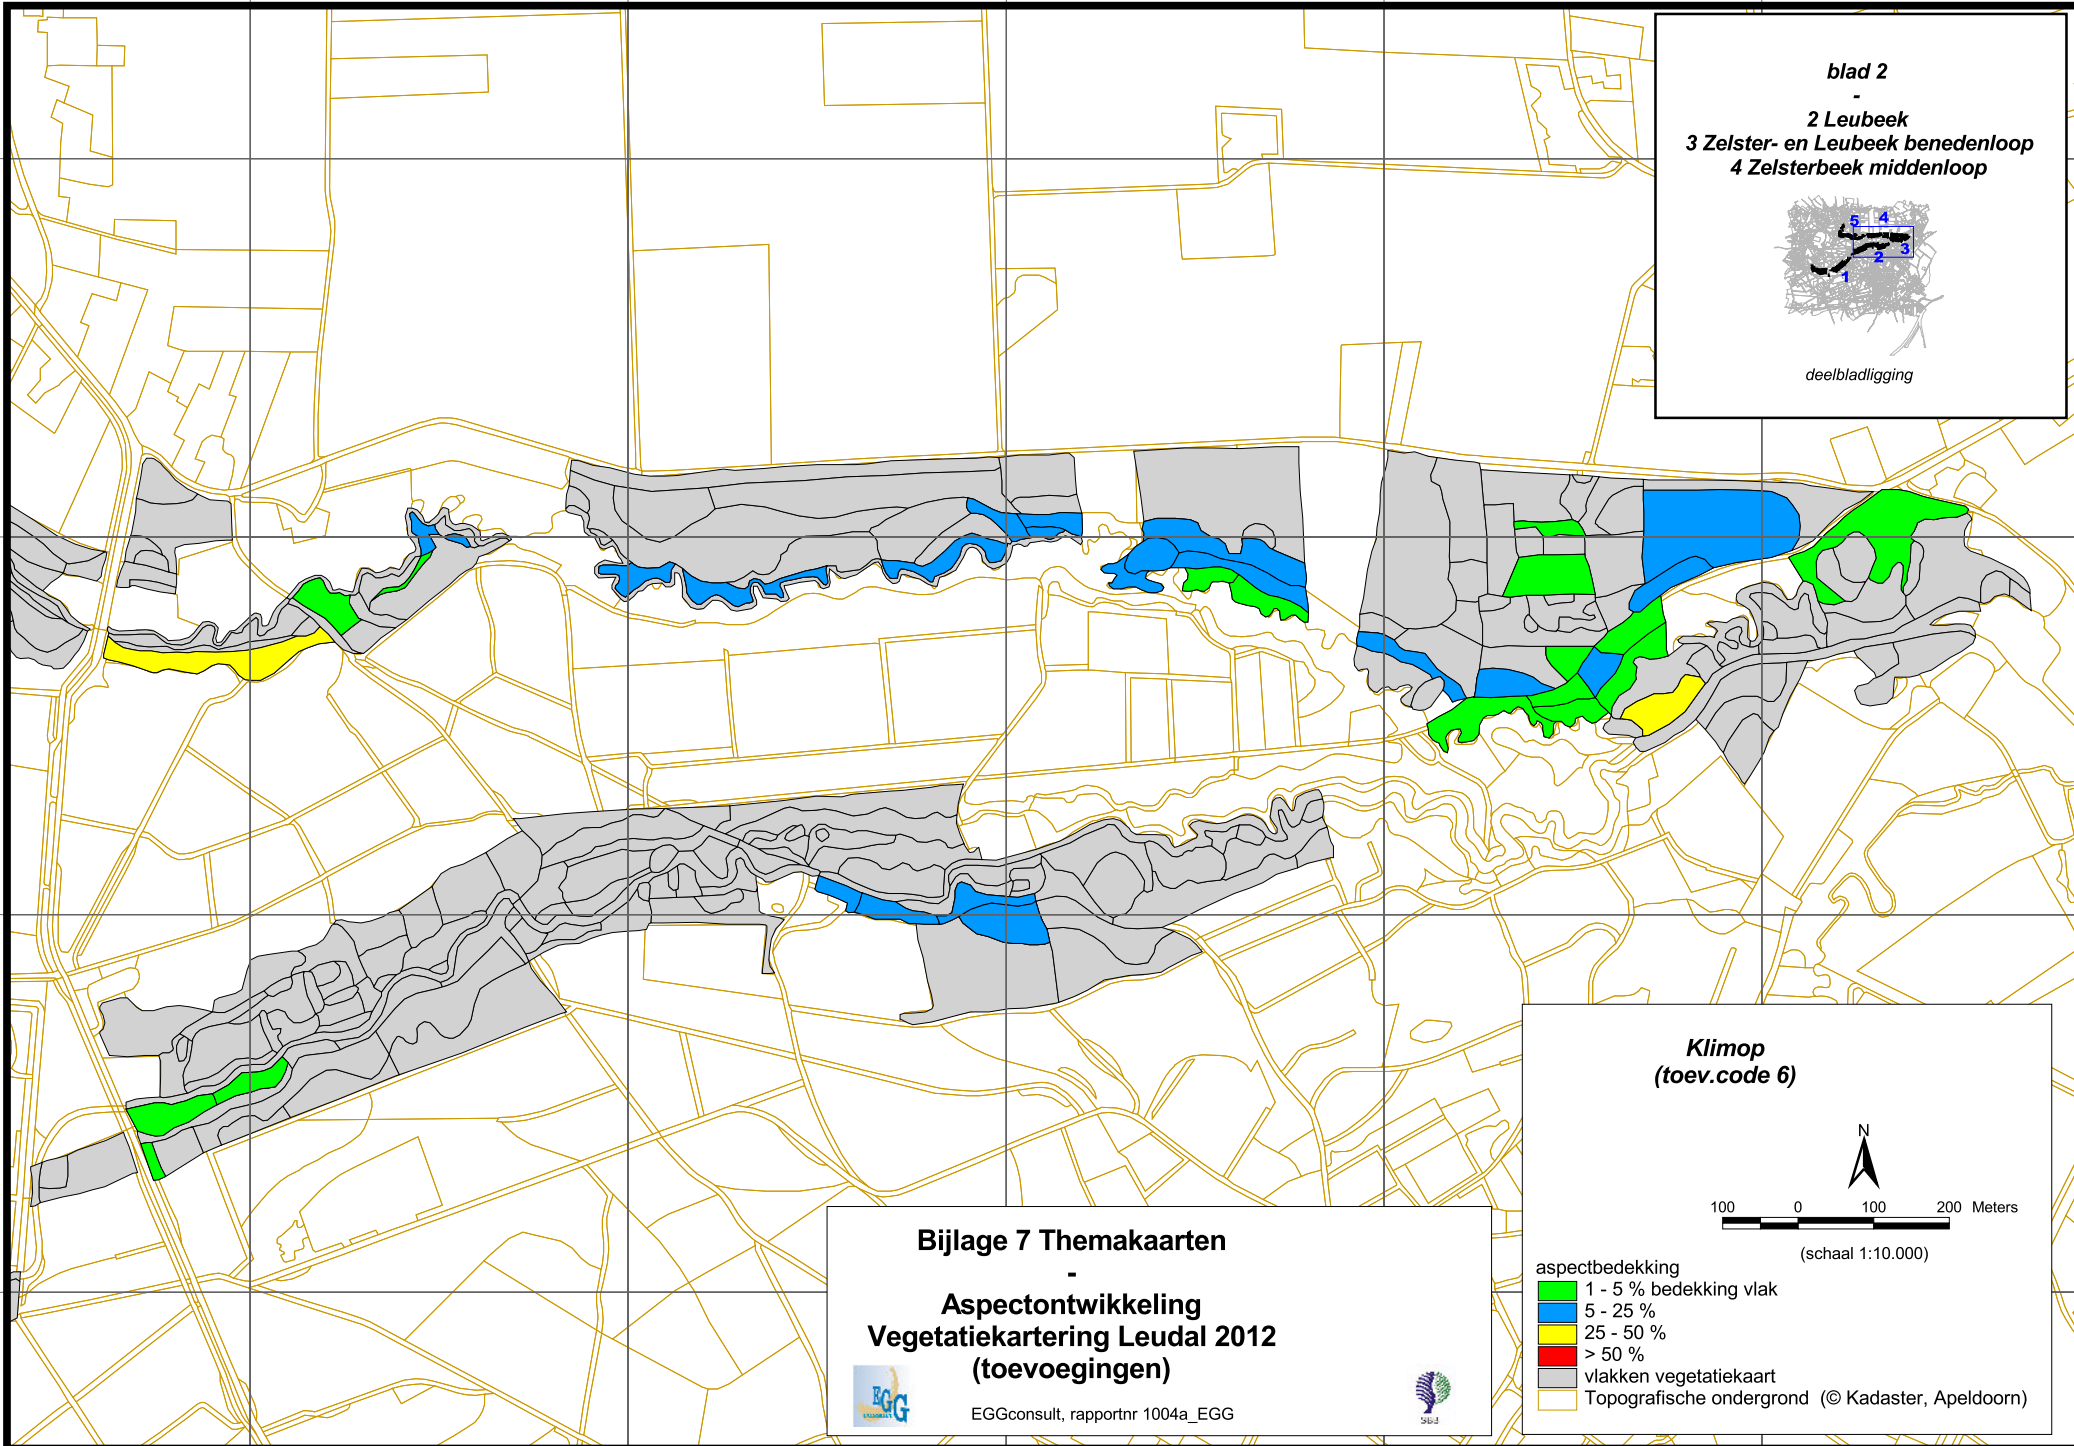 blad 2
-
2 Leubeek
3 Zelster- en Leubeek benedenloop
4 Zelsterbeek middenloop
5 4
3
2
1
deelbladligging
Klimop
(toev.code 6)
N
100 0 100 200 Meters
(schaal 1:10.000)
aspectbedekking
1 - 5 % bedekking vlak
5 - 25 %
25 - 50 %
> 50 %
vlakken vegetatiekaart
Topografische ondergrond (© Kadaster, Apeldoorn)
Bijlage 7 Themakaarten
-
Aspectontwikkeling
Vegetatiekartering Leudal 2012
(toevoegingen)
EGG
EGGconsult, rapportnr 1004a_EGG